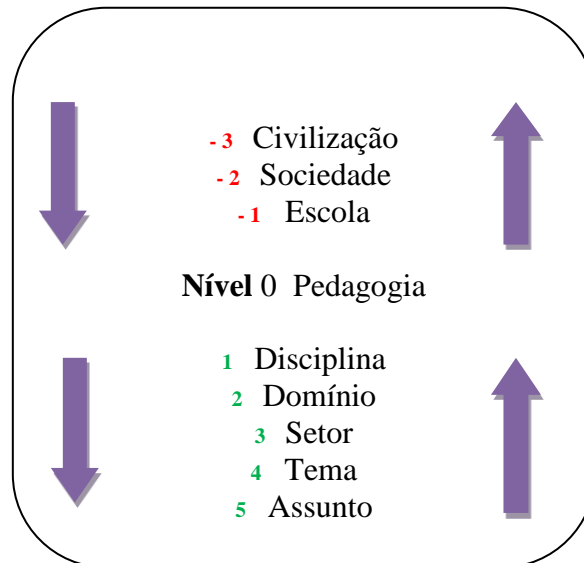 - 3 Civilização
- 2 Sociedade
- 1 Escola
Nível 0 Pedagogia
1 Disciplina
2 Domínio
3 Setor
4 Tema
5 Assunto